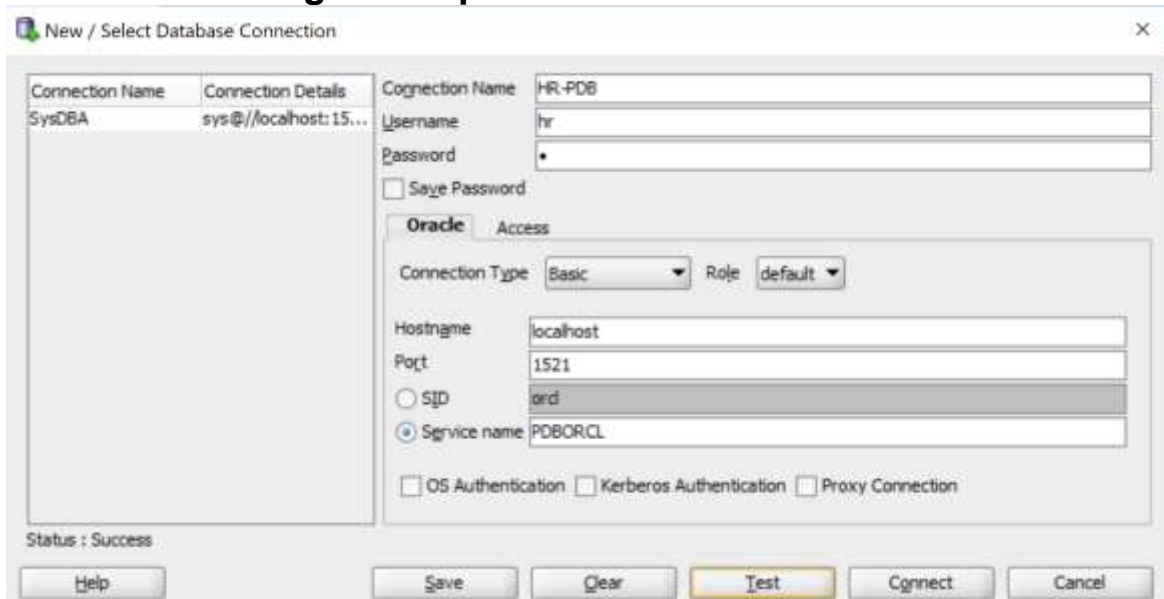 New / Select Database Connection
Connection Name Connection Details
SysDBA sys@//localhost:15...
Connection Name HR-PDB
Username hr
Password •
Save Password
Oracle Access
Connection Type Basic Role default
Hostname localhost
Port 1521
SID orcl
Service name PDBORCL
OS Authentication Kerberos Authentication Proxy Connection
Status : Success
Help Save Clear Test Connect Cancel